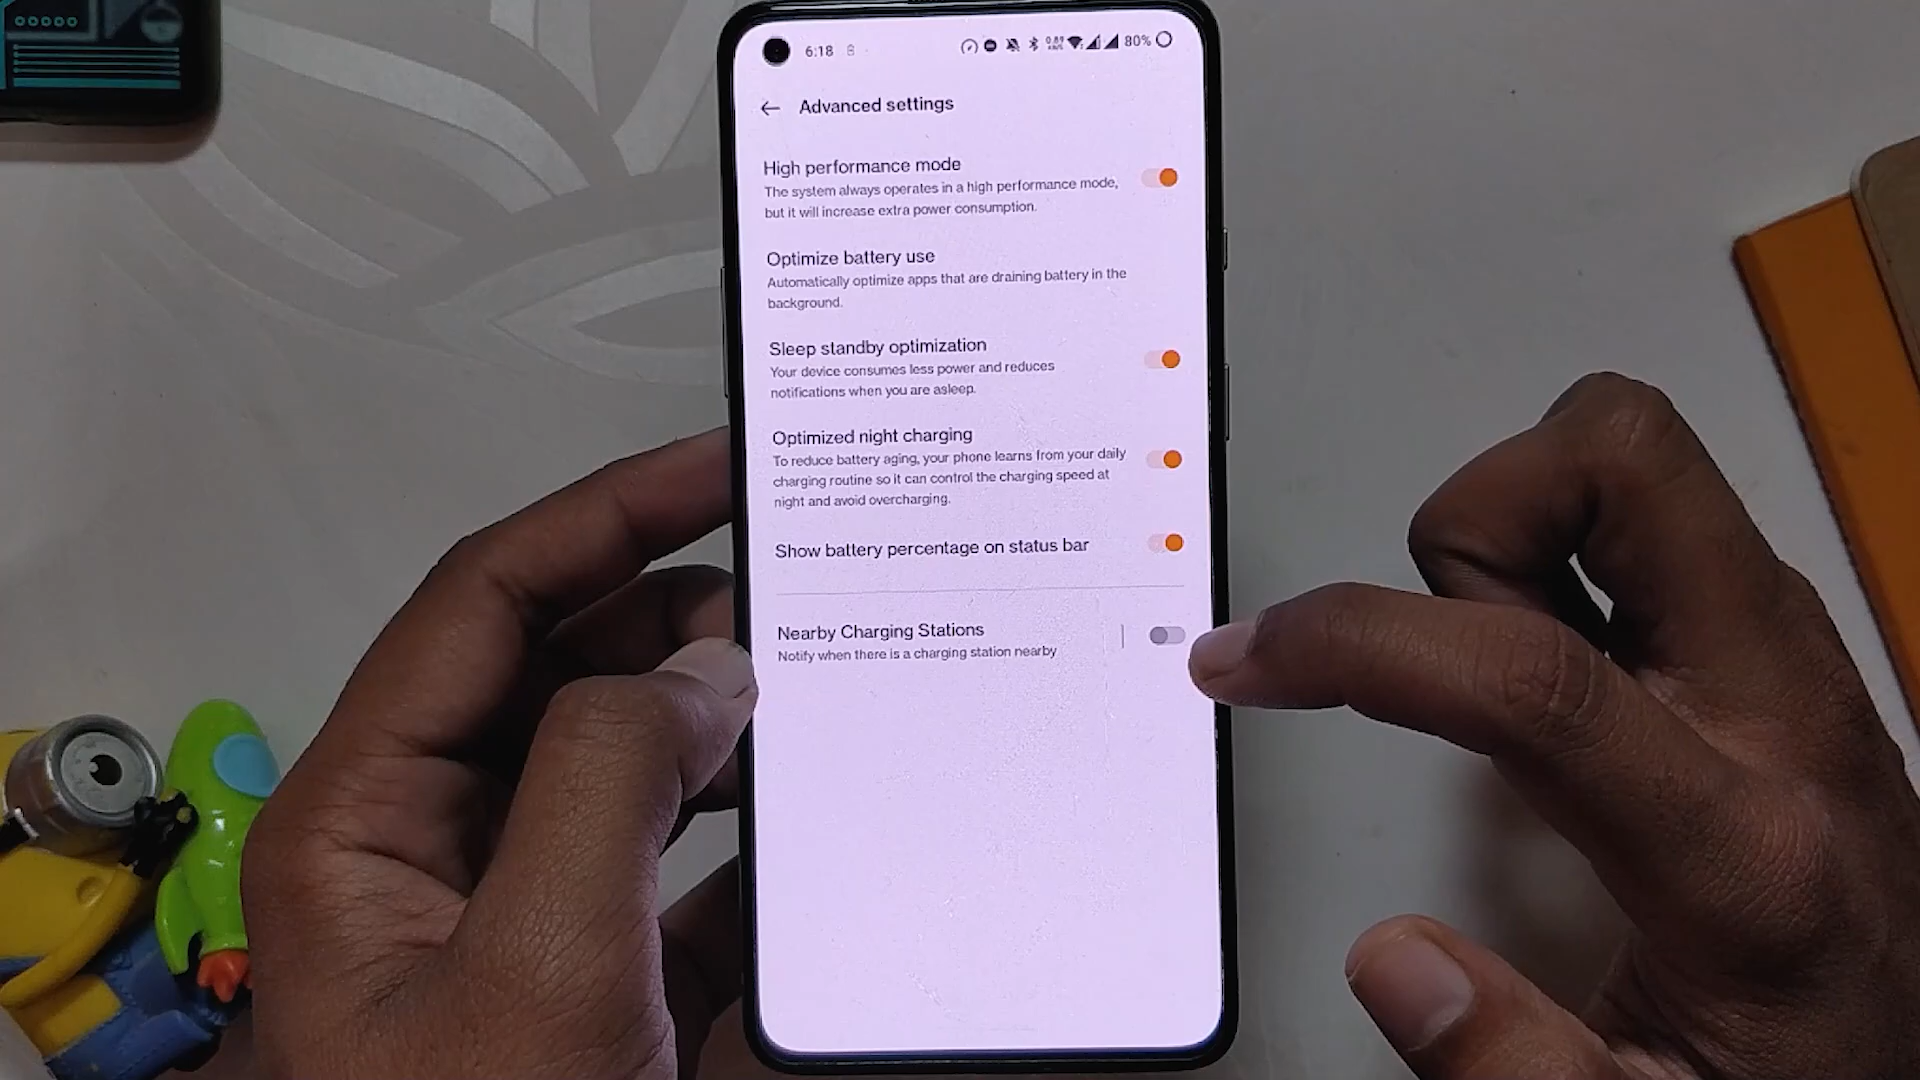 6:18 80%
Advanced settings
High performance mode
The system always operates in a high performance mode,
but it will increase extra power consumption.
Optimize battery use
Automatically optimize apps that are draining battery in the
background.
Sleep standby optimization
Your device consumes less power and reduces
notifications when you are asleep.
Optimized night charging
To reduce battery aging, your phone learns from your daily
charging routine so it can control the charging speed at
night and avoid overcharging.
Show battery percentage on status bar
Nearby Charging Stations
Notify when there is a charging station nearby